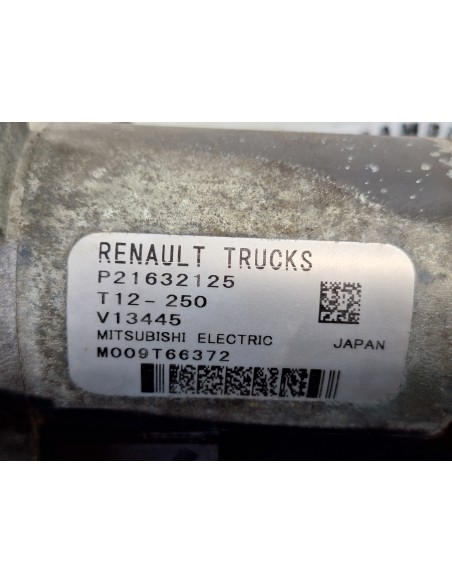 RENAULT TRUCKS
P21632125
T12-250
V13445
MITSUBISHI ELECTRIC
JAPAN
M009T66372